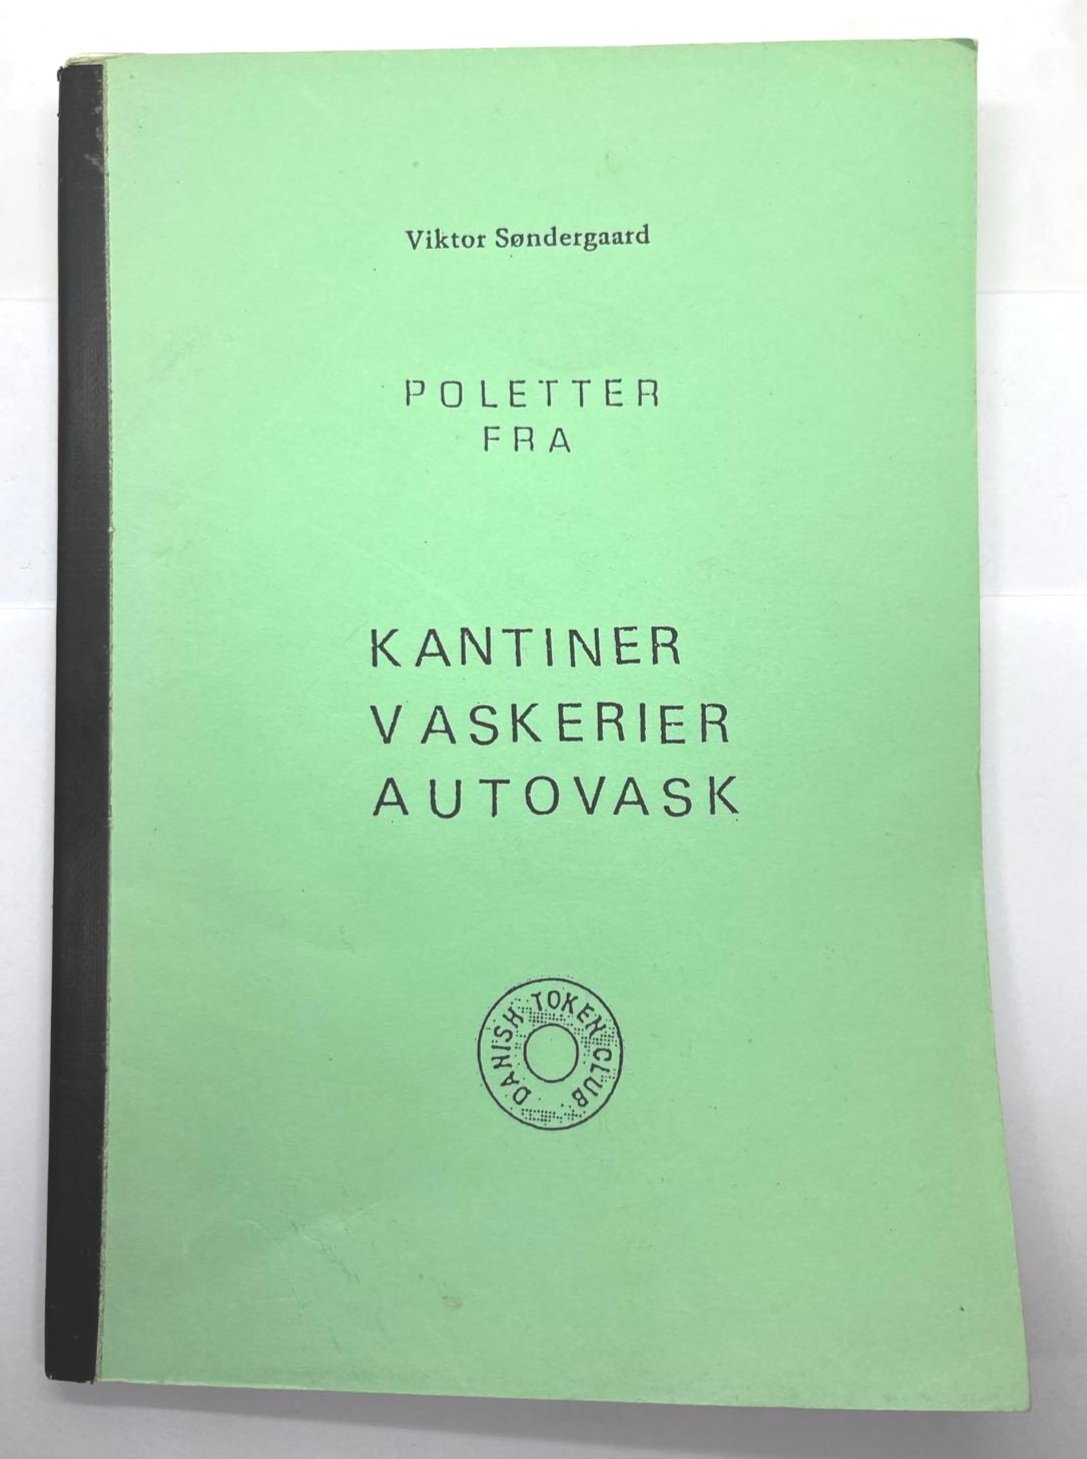 Viktor Søndergaard
POLETTER
FRA
KANTINER
VASKERIER
AUTOVASK
DANISH TOKEN CLUB